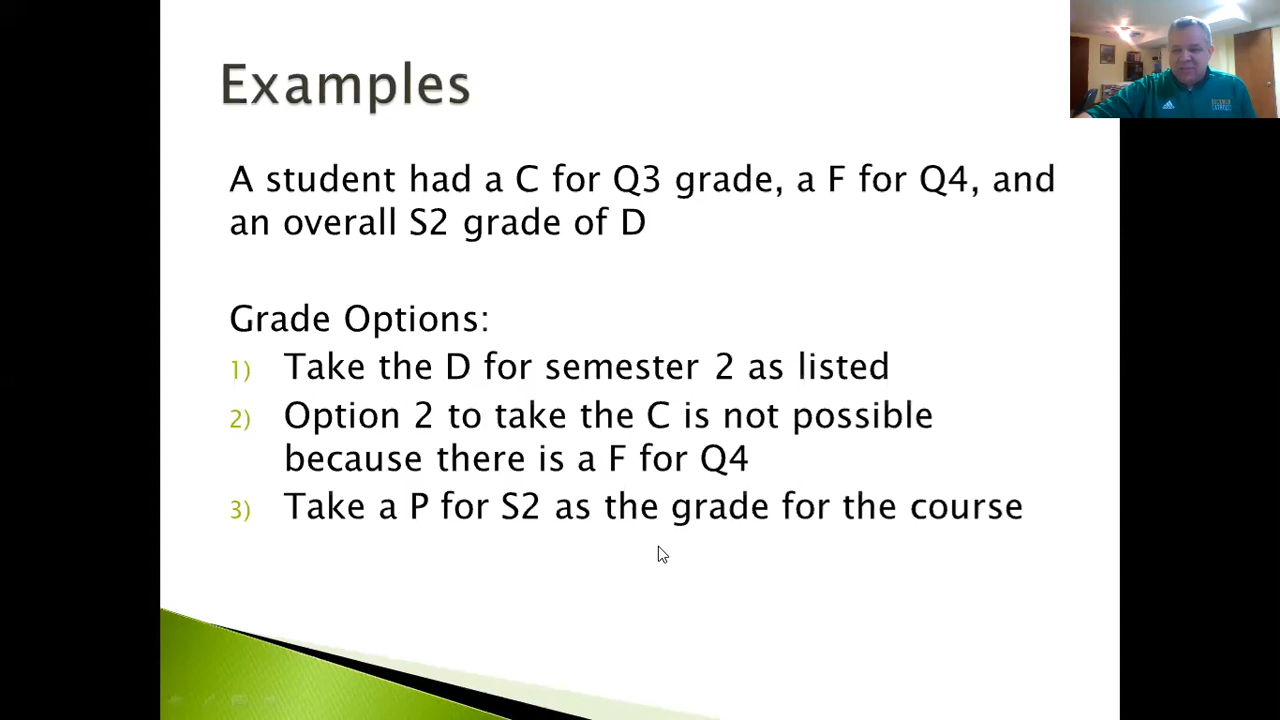 Examples
A student had a C for Q3 grade, a F for Q4, and
an overall S2 grade of D
Grade Options:
1) Take the D for semester 2 as listed
2) Option 2 to take the C is not possible
because there is a F for Q4
3) Take a P for S2 as the grade for the course